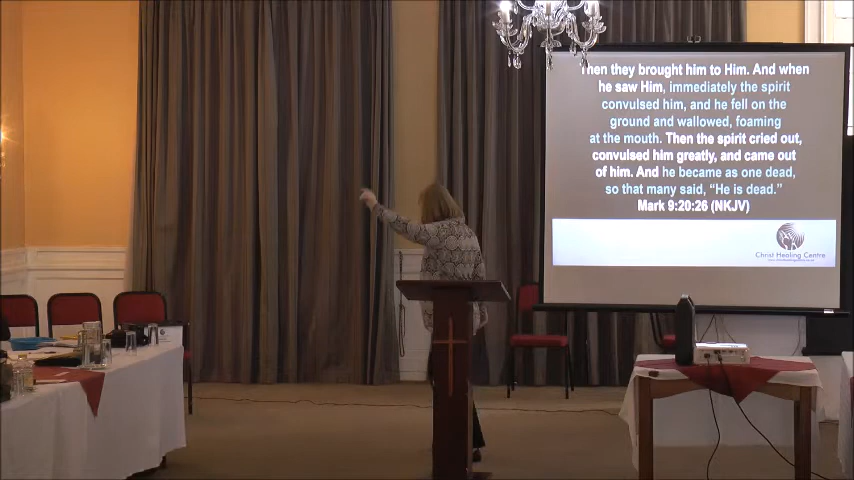 Then they brought him to Him. And when
he saw Him, immediately the spirit
convulsed him, and he fell on the
ground and wallowed, foaming
at the mouth. Then the spirit cried out,
convulsed him greatly, and came out
of him. And he became as one dead,
so that many said, “He is dead.”
Mark 9:20:26 (NKJV)
Christ Healing Centre